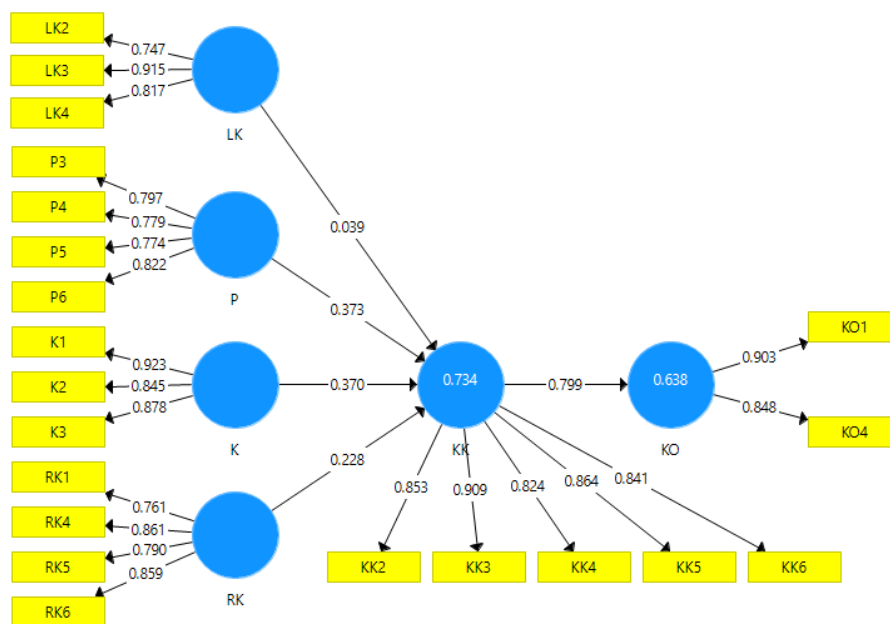 LK2
0.747
LK3
0.915
LK4
0.817
LK
P3
0.797
P4
0.779
P5
0.774
P6
0.822
P
0.039
0.373
K1
0.923
K2
0.845
K3
0.878
K
0.370
0.734
KK
0.799
0.638
KO
KO1
0.903
0.848
KO4
0.228
RK1
0.761
RK4
0.861
RK5
0.790
RK6
0.859
RK
0.853
0.909
0.824
0.864
0.841
KK2
KK3
KK4
KK5
KK6